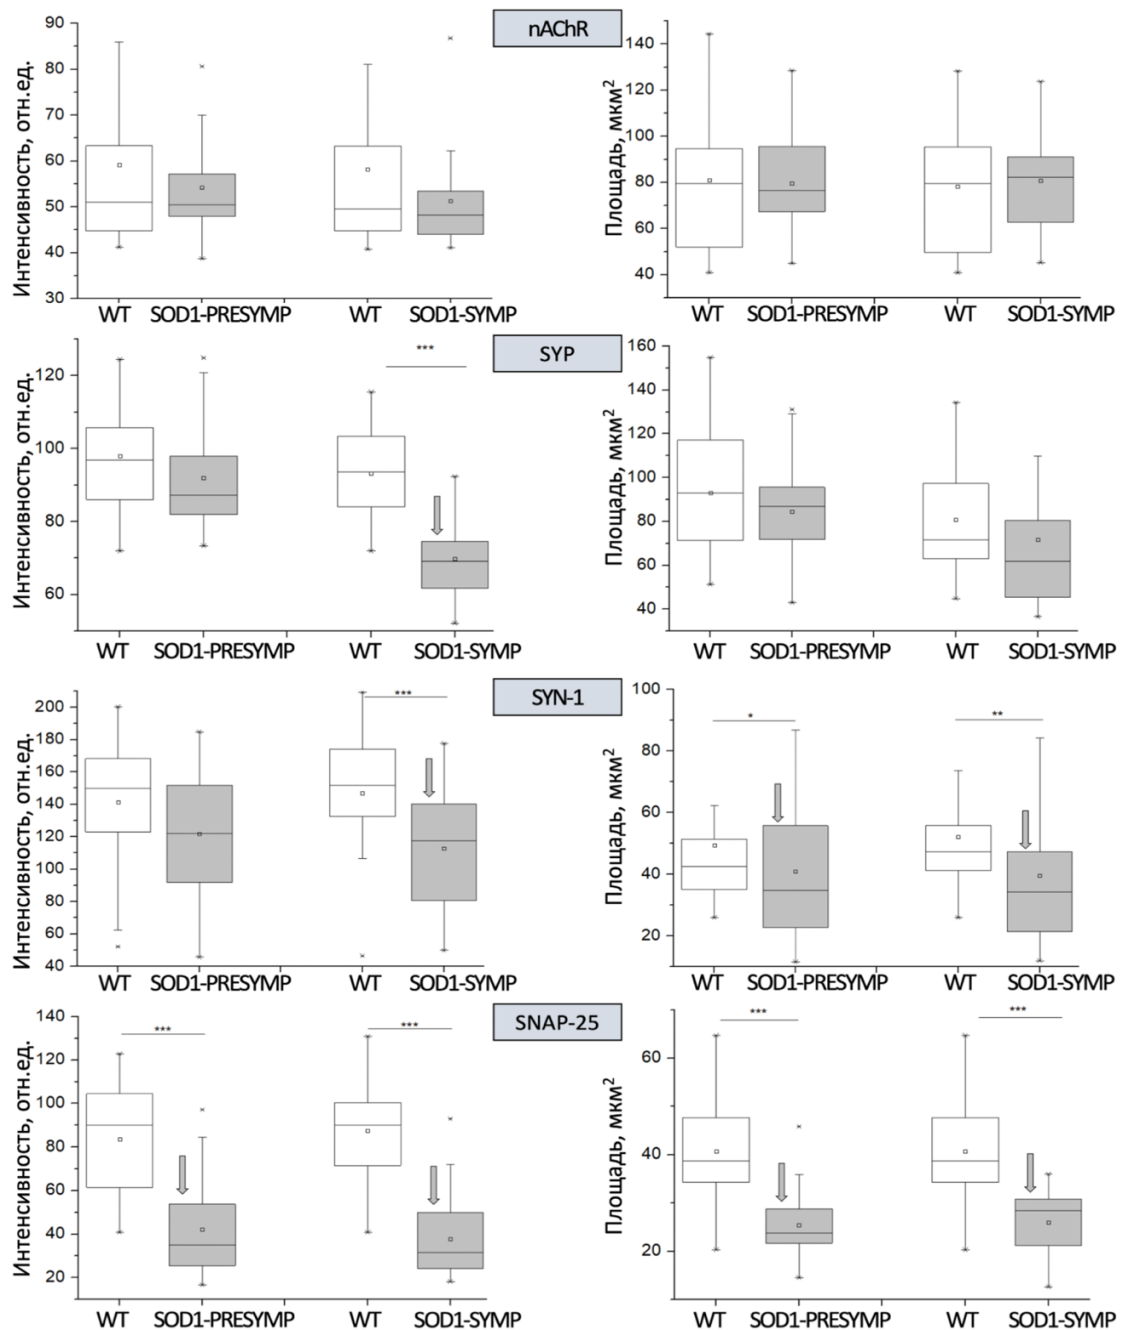 nAChR
Интенсивность, отн.ед.
90
80
70
60
50
40
30
WT SOD1-PRESYMP WT SOD1-SYMP
Площадь, мкм²
140
120
100
80
60
40
WT SOD1-PRESYMP WT SOD1-SYMP
SYP
Интенсивность, отн.ед.
120
100
80
60
***
WT SOD1-PRESYMP WT SOD1-SYMP
Площадь, мкм²
160
140
120
100
80
60
40
WT SOD1-PRESYMP WT SOD1-SYMP
SYN-1
Интенсивность, отн.ед.
200
180
160
140
120
100
80
60
40
***
WT SOD1-PRESYMP WT SOD1-SYMP
Площадь, мкм²
100
80
60
40
20
* **
WT SOD1-PRESYMP WT SOD1-SYMP
SNAP-25
Интенсивность, отн.ед.
140
120
100
80
60
40
20
*** ***
WT SOD1-PRESYMP WT SOD1-SYMP
Площадь, мкм²
60
40
20
*** ***
WT SOD1-PRESYMP WT SOD1-SYMP